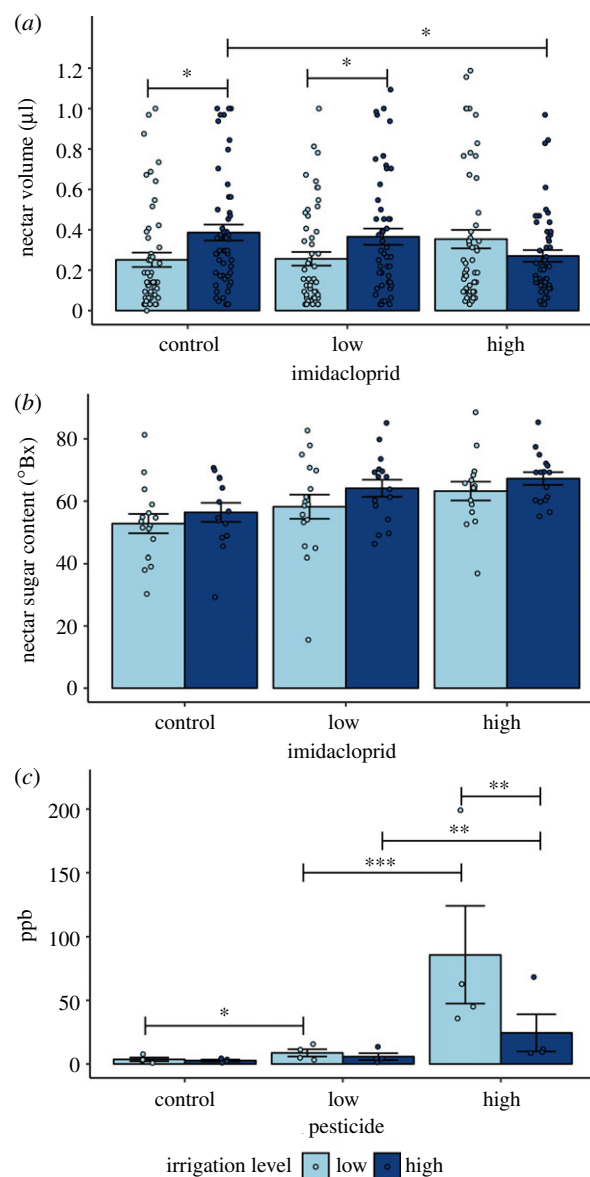 (a)
*
*
*
1.2
1.0
0.8
0.6
0.4
0.2
0
nectar volume (µl)
control
low
high
imidacloprid
(b)
80
60
40
20
0
nectar sugar content (°Bx)
control
low
high
imidacloprid
(c)
200
150
100
50
0
ppb
**
**
***
*
control
low
high
pesticide
irrigation level low high